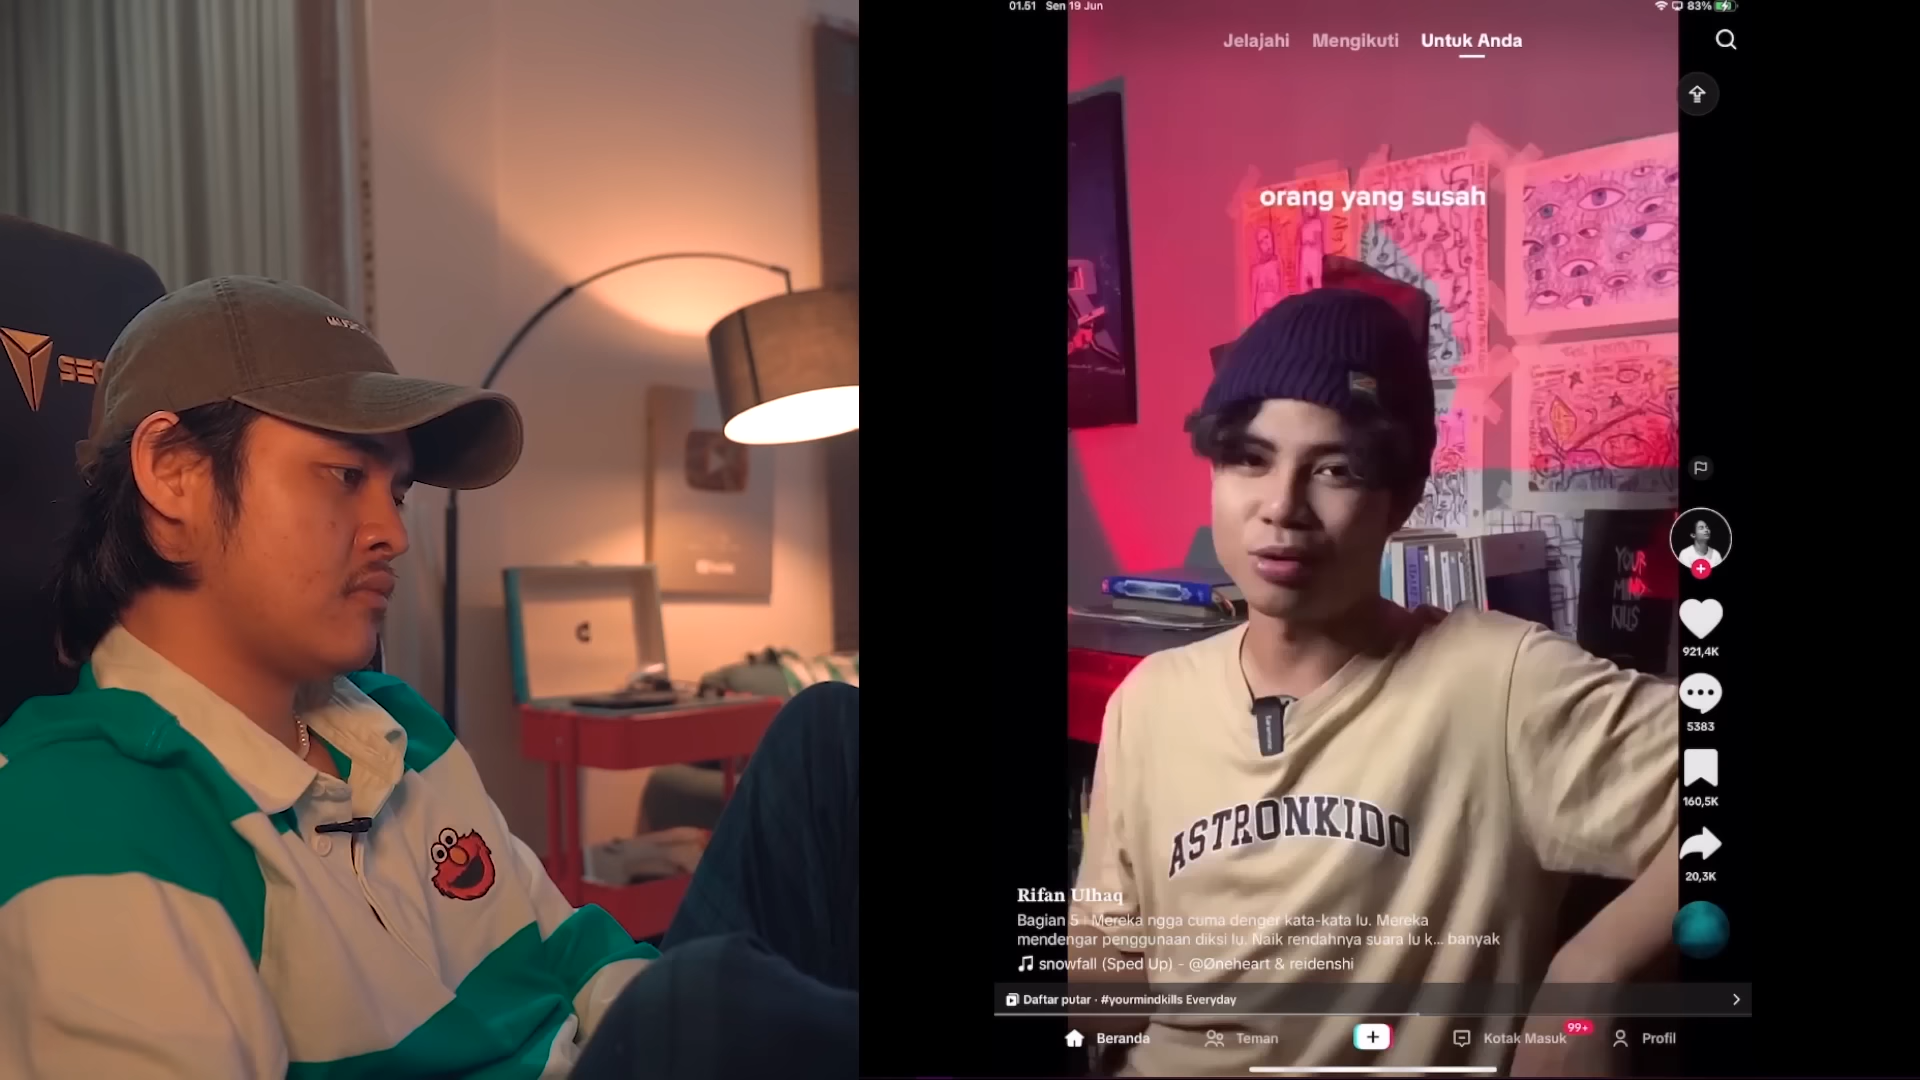 01.51 Sen 19 Jun
83%
Jelajahi Mengikuti Untuk Anda
orang yang susah
YOUR
MIND
KILLS
ASTRONKIDO
921,4K
5383
160,5K
20,3K
Rifan Ulhaq
Bagian 5 | Mereka ngga cuma denger kata-kata lu. Mereka
mendengar penggunaan diksi lu. Naik rendahnya suara lu k... banyak
snowfall (Sped Up) - @Øneheart & reidenshi
Daftar putar · #yourmindkills Everyday
Beranda Teman Kotak Masuk 99+ Profil